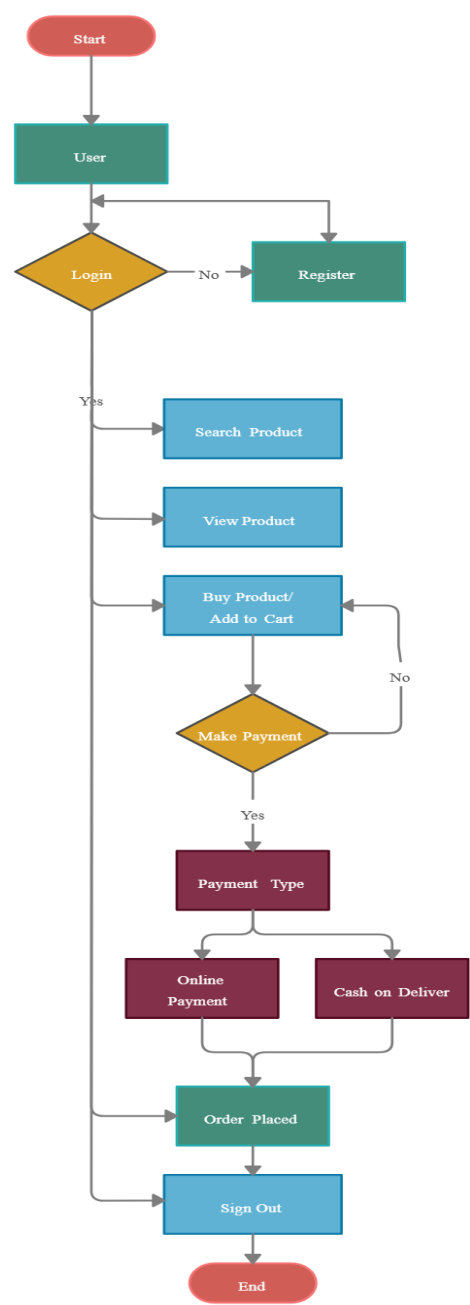 Start
User
Login
No
Register
Yes
Search Product
View Product
Buy Product/
Add to Cart
No
Make Payment
Yes
Payment Type
Online
Payment
Cash on Deliver
Order Placed
Sign Out
End